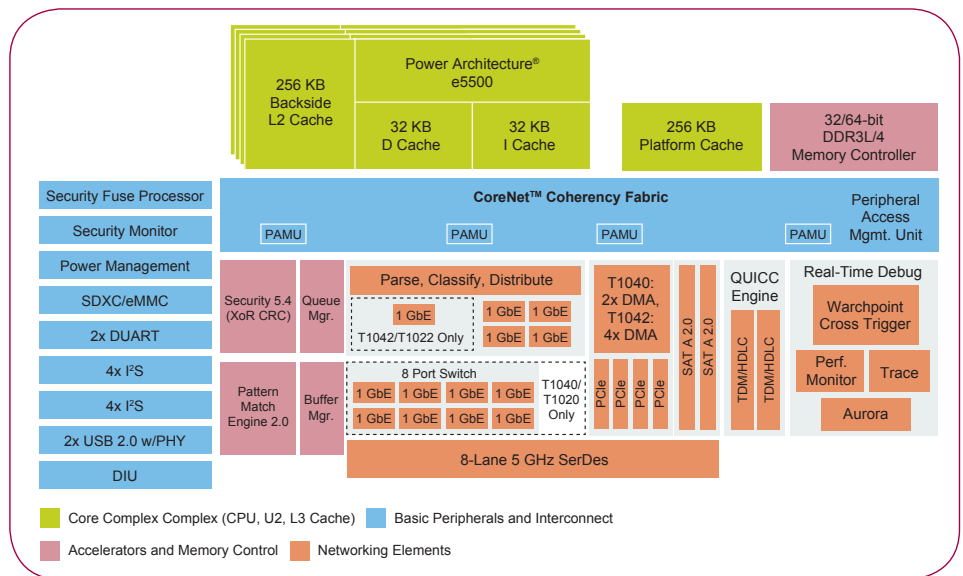 Power Architecture®
e5500
256 KB
Backside
L2 Cache
32 KB
D Cache
32 KB
I Cache
256 KB
Platform Cache
32/64-bit
DDR3L/4
Memory Controller
Security Fuse Processor
Security Monitor
Power Management
SDXC/eMMC
2x DUART
4x I²S
4x I²S
2x USB 2.0 w/PHY
DIU
CoreNet™ Coherency Fabric
Peripheral
Access
Mgmt. Unit
PAMU
PAMU
PAMU
PAMU
Security 5.4
(XoR CRC)
Queue
Mgr.
Pattern
Match
Engine 2.0
Buffer
Mgr.
Parse, Classify, Distribute
1 GbE
T1042/T1022 Only
1 GbE
1 GbE
1 GbE
1 GbE
8 Port Switch
1 GbE
1 GbE
1 GbE
1 GbE
1 GbE
1 GbE
1 GbE
1 GbE
T1040/
T1020
Only
T1040:
2x DMA,
T1042:
4x DMA
PCIe
PCIe
PCIe
PCIe
SAT A 2.0
SAT A 2.0
8-Lane 5 GHz SerDes
QUICC
Engine
TDM/HDLC
TDM/HDLC
Real-Time Debug
Warchpoint
Cross Trigger
Perf.
Monitor
Trace
Aurora
Core Complex Complex (CPU, U2, L3 Cache)
Basic Peripherals and Interconnect
Accelerators and Memory Control
Networking Elements